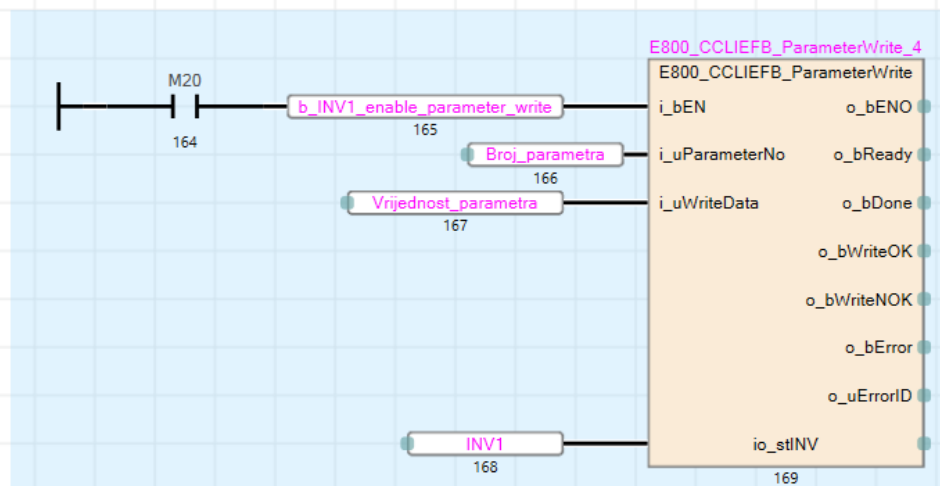 E800_CCLIEFB_ParameterWrite_4
E800_CCLIEFB_ParameterWrite
M20
164
b_INV1_enable_parameter_write
165
i_bEN
o_bENO
Broj_parametra
166
i_uParameterNo
o_bReady
Vrijednost_parametra
167
i_uWriteData
o_bDone
o_bWriteOK
o_bWriteNOK
o_bError
o_uErrorID
INV1
168
io_stINV
169